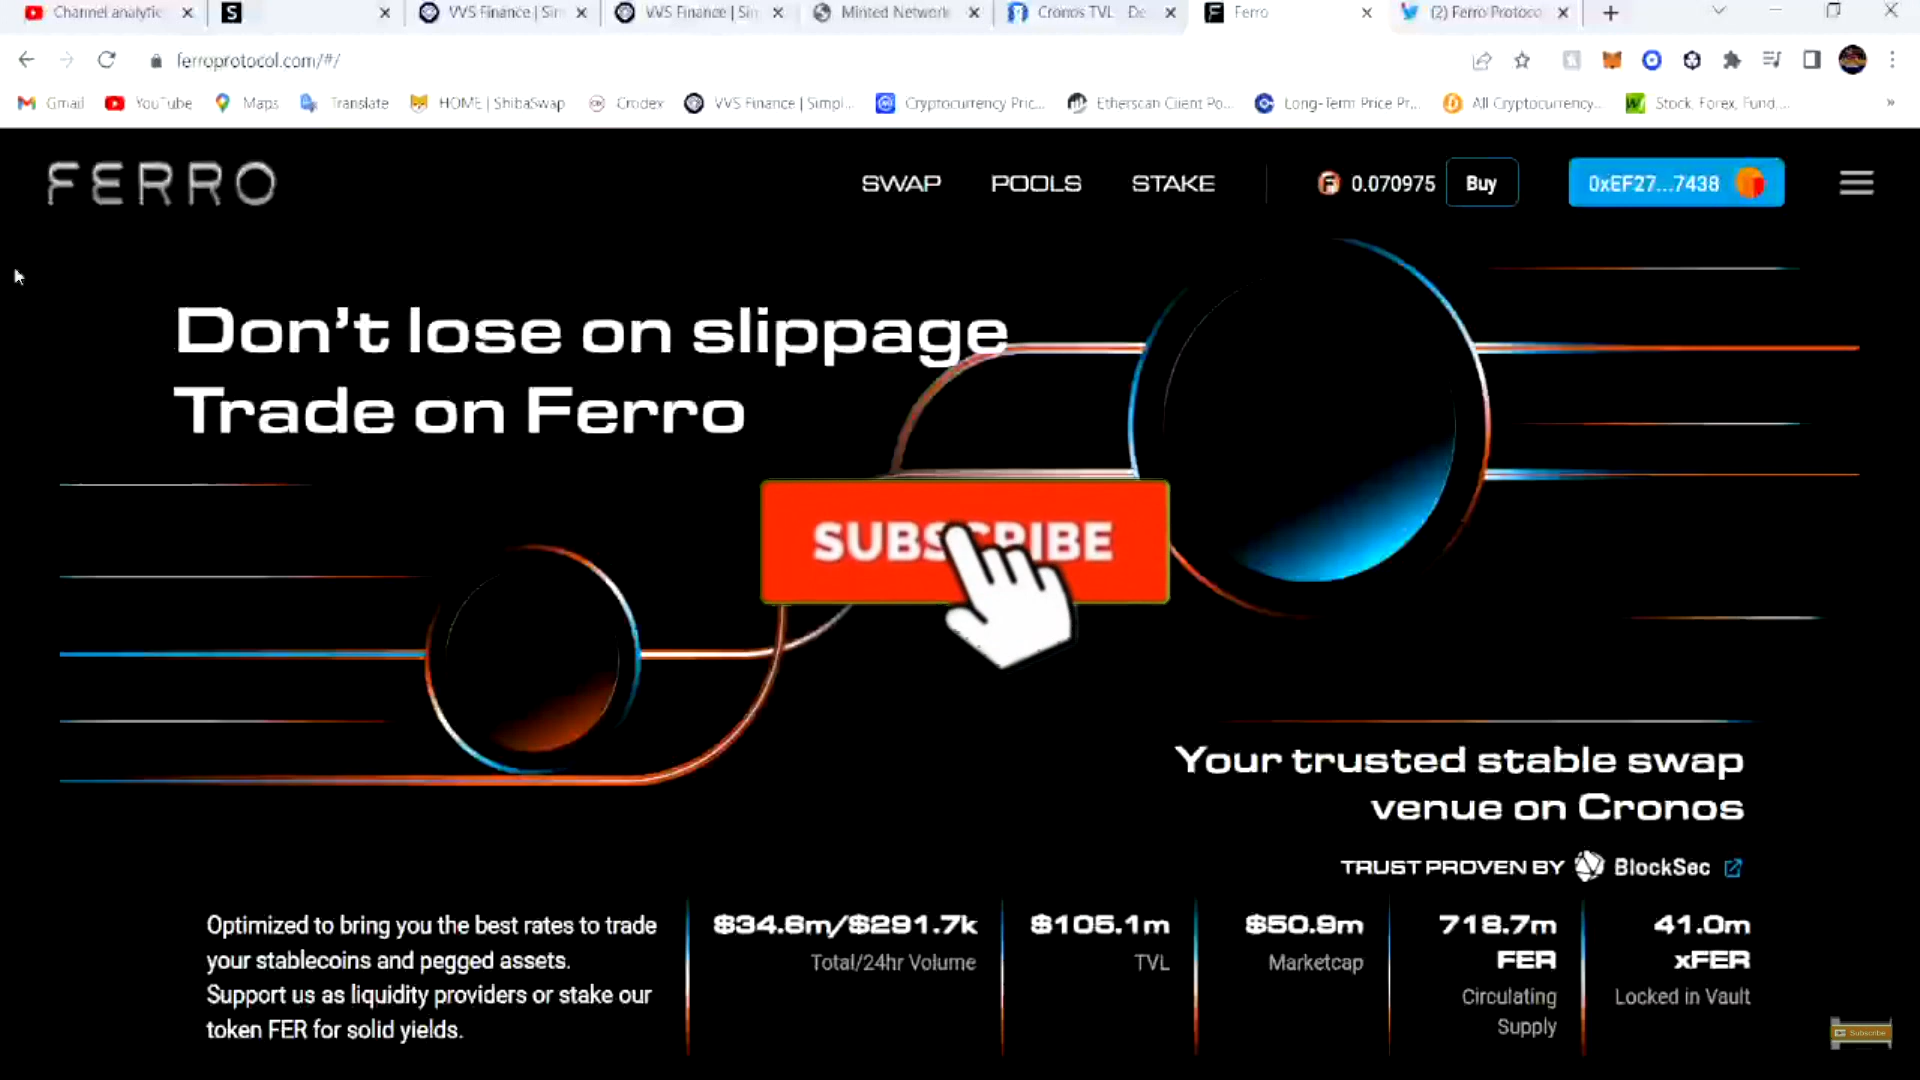 Channel analytic
S
VVS Finance | Sim
VVS Finance | Sin
Minted Network
Cronos TVL De
Ferro
(2) Ferro Protoco
ferroprotocol.com/#/
Gmail
YouTube
Maps
Translate
HOME | ShibaSwap
Crodex
VVS Finance | Simpl...
Cryptocurrency Pric...
Etherscan Client Po...
Long-Term Price Pr...
All Cryptocurrency...
Stock, Forex, Fund...
»
FERRO
SWAP
POOLS
STAKE
0.070975
Buy
0xEF27...7438
Don't lose on slippage
Trade on Ferro
SUBSCRIBE
Your trusted stable swap
venue on Cronos
TRUST PROVEN BY BlockSec
Optimized to bring you the best rates to trade
your stablecoins and pegged assets.
Support us as liquidity providers or stake our
token FER for solid yields.
$34.6m/$291.7k
Total/24hr Volume
$105.1m
TVL
$50.9m
Marketcap
718.7m
FER
Circulating
Supply
41.0m
xFER
Locked in Vault
Subscribe